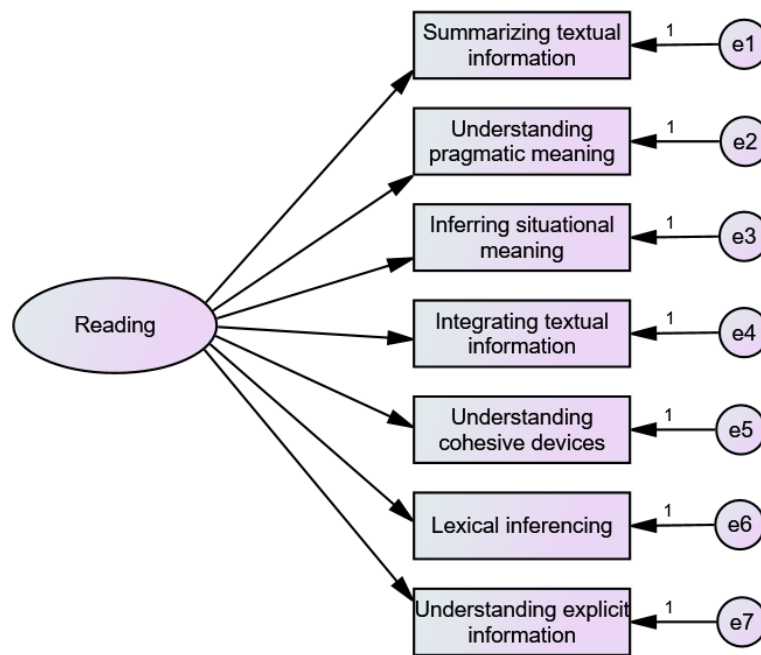 Summarizing textual
information
1
e1
Understanding
pragmatic meaning
1
e2
Inferring situational
meaning
1
e3
Reading
Integrating textual
information
1
e4
Understanding
cohesive devices
1
e5
Lexical inferencing
1
e6
Understanding explicit
information
1
e7